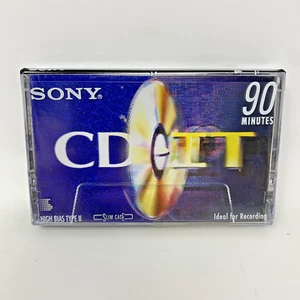 SONY®
90
MINUTES
CD-IT
HIGH BIAS TYPE II
SLIM CASE
Ideal for Recording